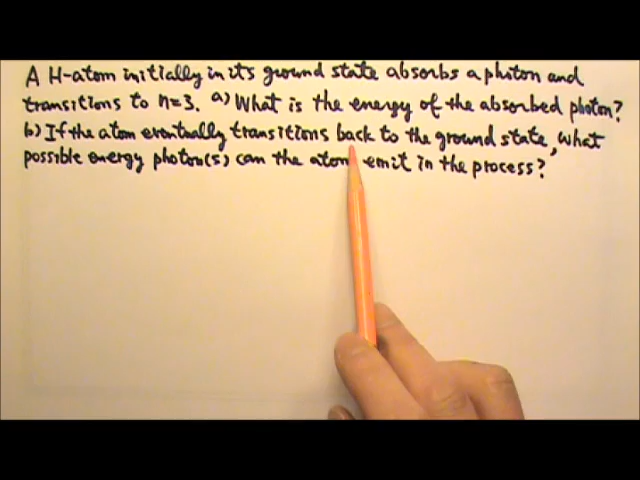 A H-atom initially in its ground state absorbs a photon and
transitions to n=3. a) What is the energy of the absorbed photon?
b) If the atom eventually transitions back to the ground state, what
possible energy photon(s) can the atom emit in the process?